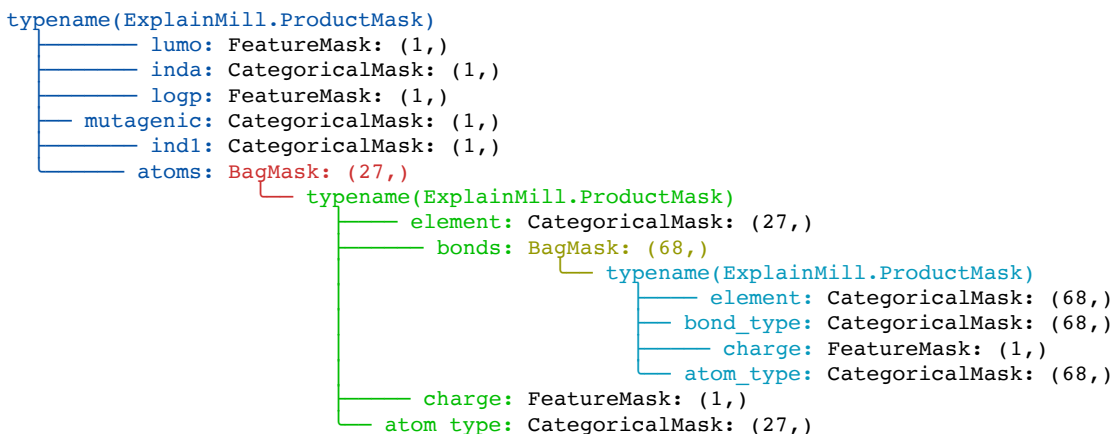 typename(ExplainMill.ProductMask)
lumo: FeatureMask: (1,)
inda: CategoricalMask: (1,)
logp: FeatureMask: (1,)
mutagenic: CategoricalMask: (1,)
ind1: CategoricalMask: (1,)
atoms: BagMask: (27,)
typename(ExplainMill.ProductMask)
element: CategoricalMask: (27,)
bonds: BagMask: (68,)
typename(ExplainMill.ProductMask)
element: CategoricalMask: (68,)
bond_type: CategoricalMask: (68,)
charge: FeatureMask: (1,)
atom_type: CategoricalMask: (68,)
charge: FeatureMask: (1,)
atom type: CategoricalMask: (27,)